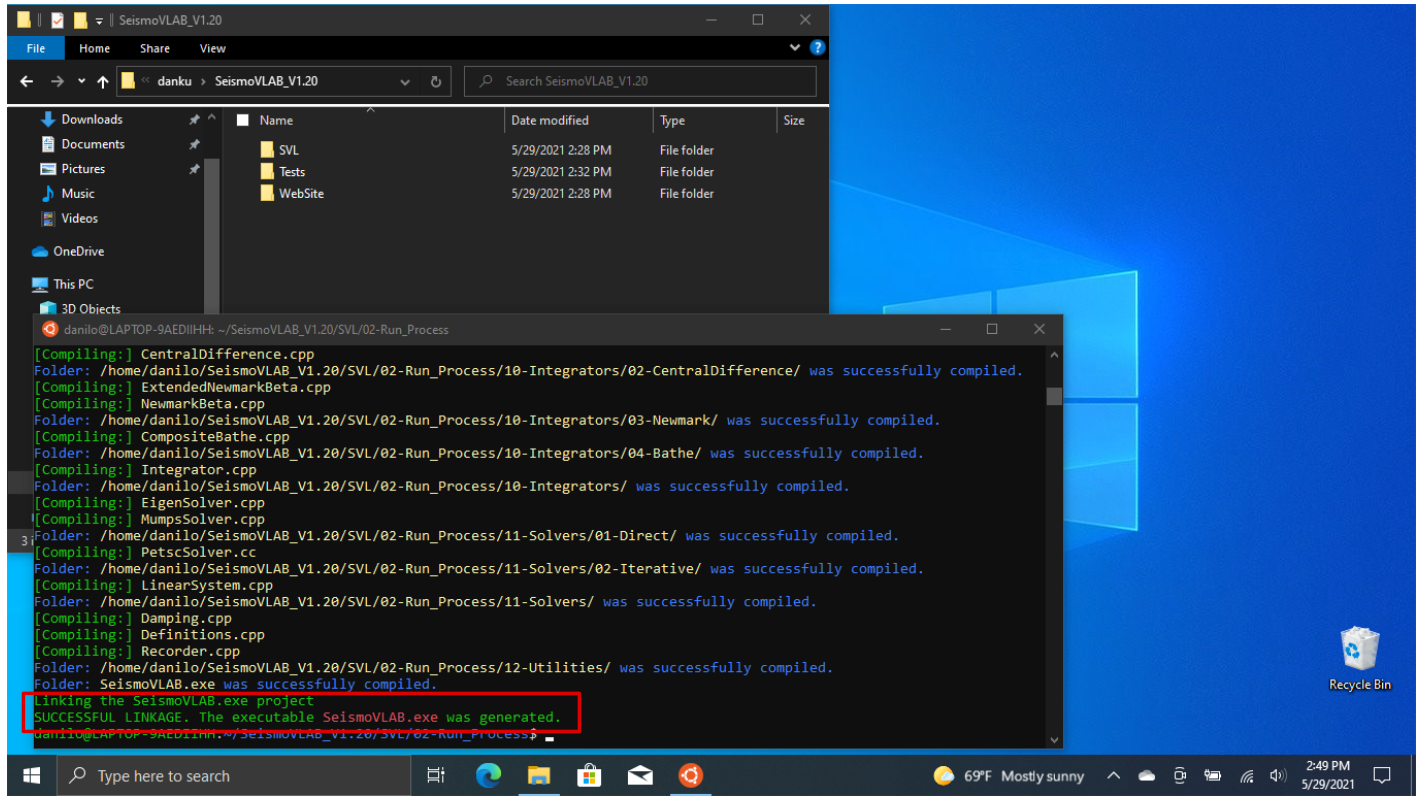 SeismoVLAB_V1.20
File Home Share View
danku > SeismoVLAB_V1.20 Search SeismoVLAB_V1.20
Downloads
Documents
Pictures
Music
Videos
OneDrive
This PC
3D Objects
Name Date modified Type Size
SVL 5/29/2021 2:28 PM File folder
Tests 5/29/2021 2:32 PM File folder
WebSite 5/29/2021 2:28 PM File folder
3 i
danilo@LAPTOP-9AEDIIHH: ~/SeismoVLAB_V1.20/SVL/02-Run_Process
[Compiling:] CentralDifference.cpp
Folder: /home/danilo/SeismoVLAB_V1.20/SVL/02-Run_Process/10-Integrators/02-CentralDifference/ was successfully compiled.
[Compiling:] ExtendedNewmarkBeta.cpp
[Compiling:] NewmarkBeta.cpp
Folder: /home/danilo/SeismoVLAB_V1.20/SVL/02-Run_Process/10-Integrators/03-Newmark/ was successfully compiled.
[Compiling:] CompositeBathe.cpp
Folder: /home/danilo/SeismoVLAB_V1.20/SVL/02-Run_Process/10-Integrators/04-Bathe/ was successfully compiled.
[Compiling:] Integrator.cpp
Folder: /home/danilo/SeismoVLAB_V1.20/SVL/02-Run_Process/10-Integrators/ was successfully compiled.
[Compiling:] EigenSolver.cpp
[Compiling:] MumpsSolver.cpp
Folder: /home/danilo/SeismoVLAB_V1.20/SVL/02-Run_Process/11-Solvers/01-Direct/ was successfully compiled.
[Compiling:] PetscSolver.cc
Folder: /home/danilo/SeismoVLAB_V1.20/SVL/02-Run_Process/11-Solvers/02-Iterative/ was successfully compiled.
[Compiling:] LinearSystem.cpp
Folder: /home/danilo/SeismoVLAB_V1.20/SVL/02-Run_Process/11-Solvers/ was successfully compiled.
[Compiling:] Damping.cpp
[Compiling:] Definitions.cpp
[Compiling:] Recorder.cpp
Folder: /home/danilo/SeismoVLAB_V1.20/SVL/02-Run_Process/12-Utilities/ was successfully compiled.
Folder: SeismoVLAB.exe was successfully compiled.
Linking the SeismoVLAB.exe project
SUCCESSFUL LINKAGE. The executable SeismoVLAB.exe was generated.
danilo@LAPTOP-9AEDIIHH:~/SeismoVLAB_V1.20/SVL/02-Run_Process$
Recycle Bin
Type here to search
69°F Mostly sunny
2:49 PM
5/29/2021